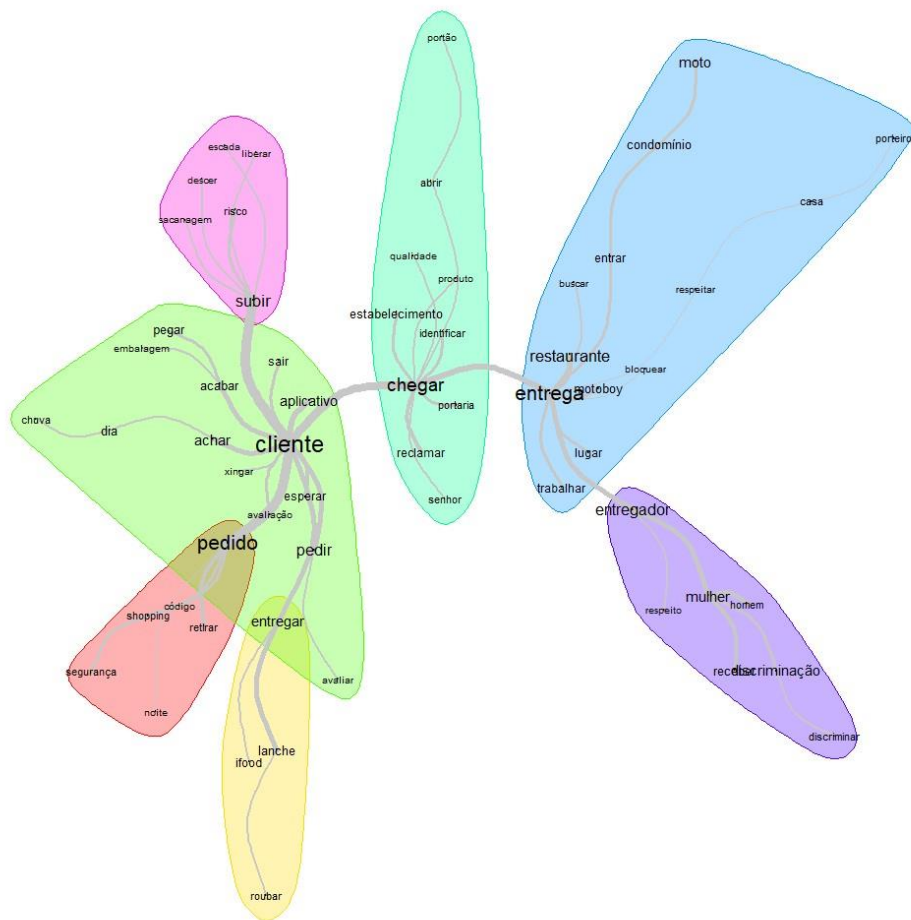 portão
moto
porteiro
condomínio
escada
liberar
descer
abrir
casa
risco
sacanagem
qualidade
entrar
produto
buscar
respeitar
subir
estabelecimento
pegar
identificar
embalagem
sair
restaurante
bloquear
acabar
chegar
motoboy
entrega
aplicativo
portaria
chuva
dia
achar
cliente
reclamar
lugar
xingar
trabalhar
esperar
senhor
entregador
avaliação
pedido
pedir
mulher
homem
código
respeito
shopping
retirar
entregar
segurança
receber
discriminação
avaliar
noite
discriminar
lanche
ifood
roubar